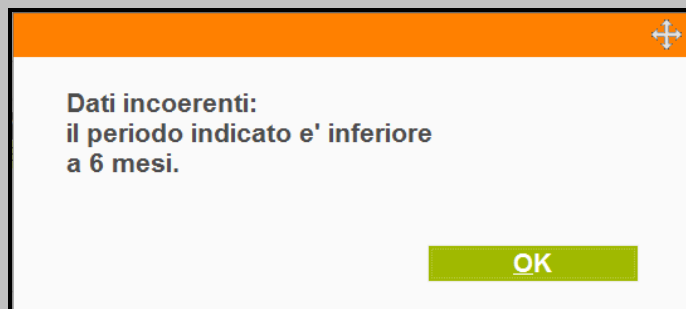 Dati incoerenti:
il periodo indicato e' inferiore
a 6 mesi.
OK